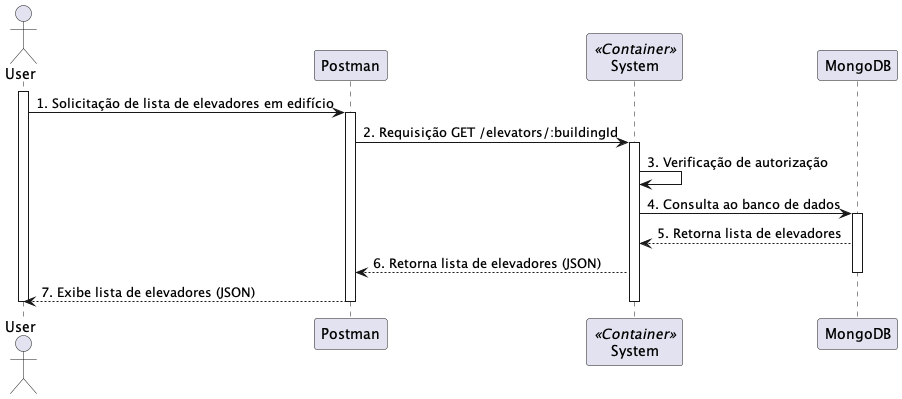 User
Postman
«Container»
System
MongoDB
1. Solicitação de lista de elevadores em edifício
2. Requisição GET /elevators/:buildingId
3. Verificação de autorização
4. Consulta ao banco de dados
5. Retorna lista de elevadores
6. Retorna lista de elevadores (JSON)
7. Exibe lista de elevadores (JSON)
User
Postman
«Container»
System
MongoDB